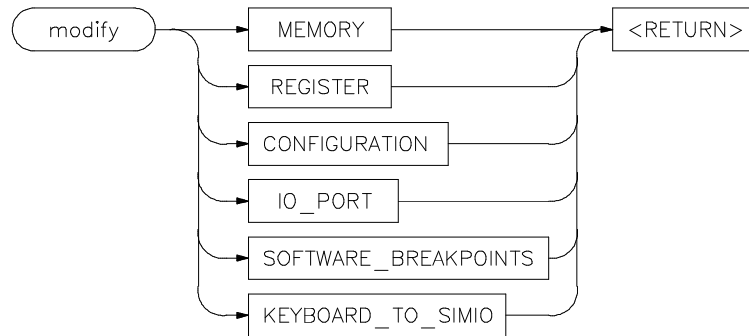 modify MEMORY <RETURN>
REGISTER
CONFIGURATION
IO_PORT
SOFTWARE_BREAKPOINTS
KEYBOARD_TO_SIMIO